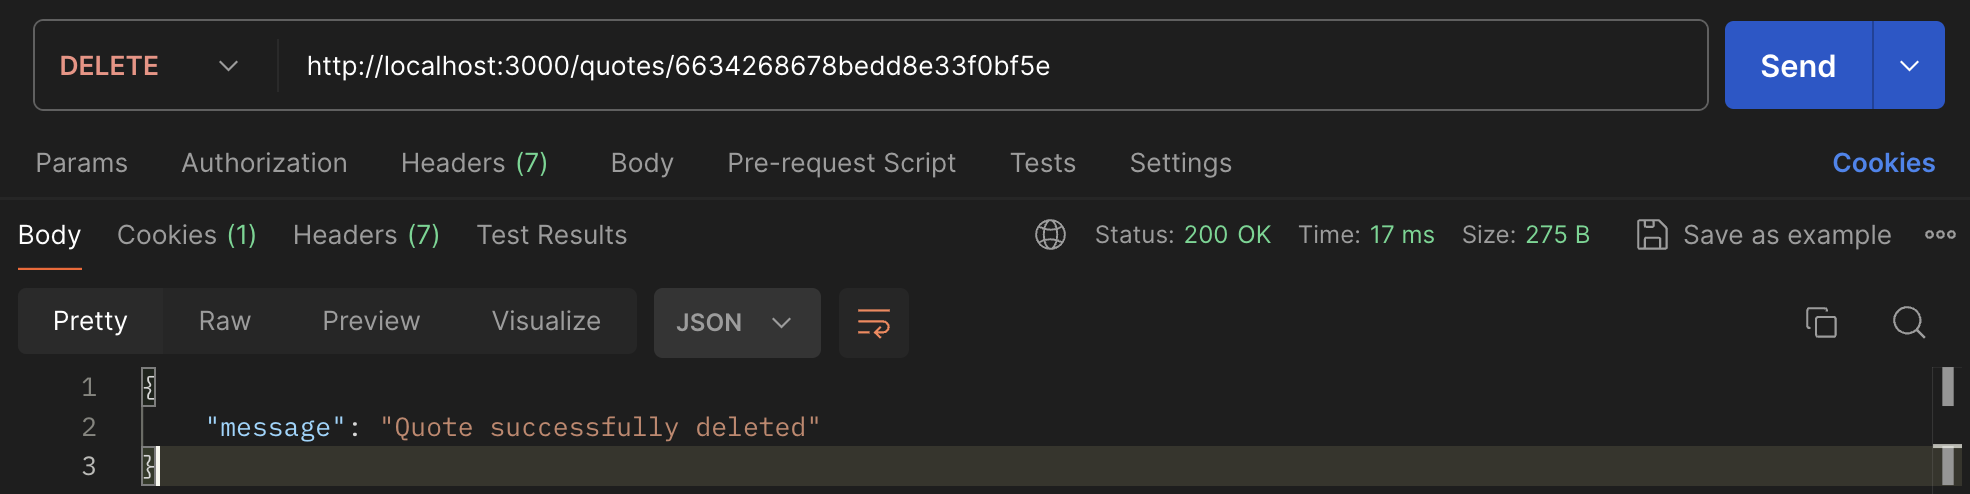 DELETE http://localhost:3000/quotes/6634268678bedd8e33f0bf5e Send
Params Authorization Headers (7) Body Pre-request Script Tests Settings Cookies
Body Cookies (1) Headers (7) Test Results Status: 200 OK Time: 17 ms Size: 275 B Save as example
Pretty Raw Preview Visualize JSON
1 {
2 "message": "Quote successfully deleted"
3 }